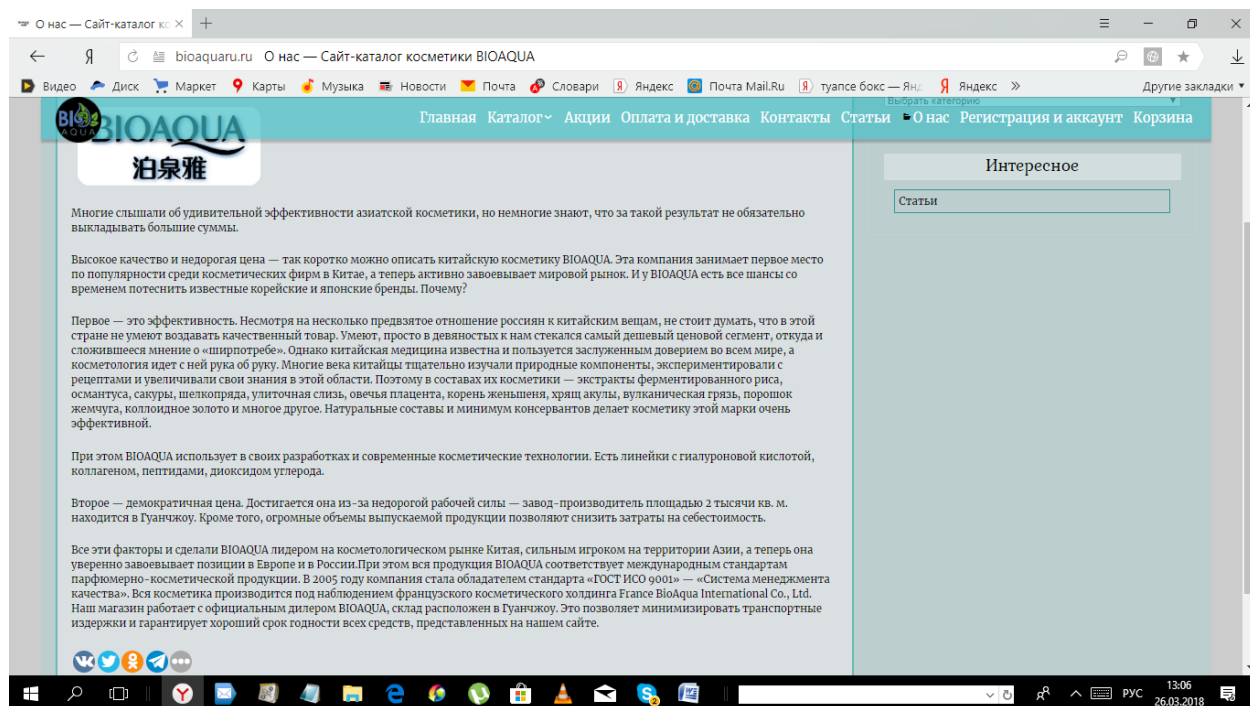 О нас — Сайт-каталог кс
bioaquaru.ru О нас — Сайт-каталог косметики BIOAQUA
Видео Диск Маркет Карты Музыка Новости Почта Словари Яндекс Почта Mail.Ru туапсе бокс — Янд Яндекс » Другие закладки
Выбрать категорию
BIO AQUA
Главная Каталог Акции Оплата и доставка Контакты Статьи О нас Регистрация и аккаунт Корзина
BIOAQUA
泊泉雅
Интересное
Статьи
Многие слышали об удивительной эффективности азиатской косметики, но немногие знают, что за такой результат не обязательно
выкладывать большие суммы.
Высокое качество и недорогая цена — так коротко можно описать китайскую косметику BIOAQUA. Эта компания занимает первое место
по популярности среди косметических фирм в Китае, а теперь активно завоевывает мировой рынок. И у BIOAQUA есть все шансы со
временем потеснить известные корейские и японские бренды. Почему?
Первое — это эффективность. Несмотря на несколько предвзятое отношение россиян к китайским вещам, не стоит думать, что в этой
стране не умеют воздавать качественный товар. Умеют, просто в девяностых к нам стекался самый дешевый ценовой сегмент, откуда и
сложившееся мнение о «ширпотребе». Однако китайская медицина известна и пользуется заслуженным доверием во всем мире, а
косметология идет с ней рука об руку. Многие века китайцы тщательно изучали природные компоненты, экспериментировали с
рецептами и увеличивали свои знания в этой области. Поэтому в составах их косметики — экстракты ферментированного риса,
османтуса, сакуры, шелкопряда, улиточная слизь, овечья плацента, корень женьшеня, хрящ акулы, вулканическая грязь, порошок
жемчуга, коллоидное золото и многое другое. Натуральные составы и минимум консервантов делает косметику этой марки очень
эффективной.
При этом BIOAQUA использует в своих разработках и современные косметические технологии. Есть линейки с гиалуроновой кислотой,
коллагеном, пептидами, диоксидом углерода.
Второе — демократичная цена. Достигается она из-за недорогой рабочей силы — завод-производитель площадью 2 тысячи кв. м.
находится в Гуанчжоу. Кроме того, огромные объемы выпускаемой продукции позволяют снизить затраты на себестоимость.
Все эти факторы и сделали BIOAQUA лидером на косметологическом рынке Китая, сильным игроком на территории Азии, а теперь она
уверенно завоевывает позиции в Европе и в России.При этом вся продукция BIOAQUA соответствует международным стандартам
парфюмерно-косметической продукции. В 2005 году компания стала обладателем стандарта «ГОСТ ИСО 9001» — «Система менеджмента
качества». Вся косметика производится под наблюдением французского косметического холдинга France BioAqua International Co., Ltd.
Наш магазин работает с официальным дилером BIOAQUA, склад расположен в Гуанчжоу. Это позволяет минимизировать транспортные
издержки и гарантирует хороший срок годности всех средств, представленных на нашем сайте.
РУС
13:06
26.03.2018